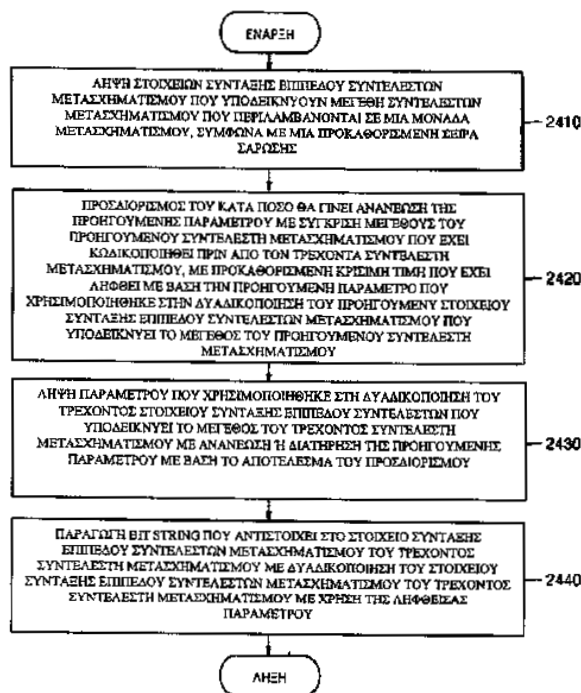 ΕΝΑΡΞΗ
ΛΗΨΗ ΣΤΟΙΧΕΙΩΝ ΣΥΝΤΑΞΗΣ ΕΠΙΠΕΔΟΥ ΣΥΝΤΕΛΕΣΤΩΝ
ΜΕΤΑΣΧΗΜΑΤΙΣΜΟΥ ΠΟΥ ΥΠΟΔΕΙΚΝΥΟΥΝ ΜΕΓΕΘΗ ΣΥΝΤΕΛΕΣΤΩΝ
ΜΕΤΑΣΧΗΜΑΤΙΣΜΟΥ ΠΟΥ ΠΕΡΙΛΑΜΒΑΝΟΝΤΑΙ ΣΕ ΜΙΑ ΜΟΝΑΔΑ
ΜΕΤΑΣΧΗΜΑΤΙΣΜΟΥ, ΣΥΜΦΩΝΑ ΜΕ ΜΙΑ ΠΡΟΚΑΘΟΡΙΣΜΕΝΗ ΣΕΙΡΑ
ΣΑΡΩΣΗΣ
2410
ΠΡΟΣΔΙΟΡΙΣΜΟΣ ΤΟΥ ΚΑΤΑ ΠΟΣΟ ΘΑ ΓΙΝΕΙ ΑΝΑΝΕΩΣΗ ΤΗΣ
ΠΡΟΗΓΟΥΜΕΝΗΣ ΠΑΡΑΜΕΤΡΟΥ ΜΕ ΣΥΓΚΡΙΣΗ ΜΕΓΕΘΟΥΣ ΤΟΥ
ΠΡΟΗΓΟΥΜΕΝΟΥ ΣΥΝΤΕΛΕΣΤΗ ΜΕΤΑΣΧΗΜΑΤΙΣΜΟΥ ΠΟΥ ΕΧΕΙ
ΚΩΔΙΚΟΠΟΙΗΘΕΙ ΠΡΙΝ ΑΠΟ ΤΟΝ ΤΡΕΧΟΝΤΑ ΣΥΝΤΕΛΕΣΤΗ
ΜΕΤΑΣΧΗΜΑΤΙΣΜΟΥ, ΜΕ ΠΡΟΚΑΘΟΡΙΣΜΕΝΗ ΚΡΙΣΙΜΗ ΤΙΜΗ ΠΟΥ ΕΧΕΙ
ΛΗΦΘΕΙ ΜΕ ΒΑΣΗ ΤΗΝ ΠΡΟΗΓΟΥΜΕΝΗ ΠΑΡΑΜΕΤΡΟ ΠΟΥ
ΧΡΗΣΙΜΟΠΟΙΗΘΗΚΕ ΣΤΗΝ ΔΥΑΔΙΚΟΠΟΙΗΣΗ ΤΟΥ ΠΡΟΗΓΟΥΜΕΝΥ ΣΤΟΙΧΕΙΟΥ
ΣΥΝΤΑΞΗΣ ΕΠΙΠΕΔΟΥ ΣΥΝΤΕΛΕΣΤΩΝ ΜΕΤΑΣΧΗΜΑΤΙΣΜΟΥ ΠΟΥ
ΥΠΟΔΕΙΚΝΥΕΙ ΤΟ ΜΕΓΕΘΟΣ ΤΟΥ ΠΡΟΗΓΟΥΜΕΝΟΥ ΣΥΝΤΕΛΕΣΤΗ
ΜΕΤΑΣΧΗΜΑΤΙΣΜΟΥ
2420
ΛΗΨΗ ΠΑΡΑΜΕΤΡΟΥ ΠΟΥ ΧΡΗΣΙΜΟΠΟΙΗΘΗΚΕ ΣΤΗ ΔΥΑΔΙΚΟΠΟΙΗΣΗ ΤΟΥ
ΤΡΕΧΟΝΤΟΣ ΣΤΟΙΧΕΙΟΥ ΣΥΝΤΑΞΗΣ ΕΠΙΠΕΔΟΥ ΣΥΝΤΕΛΕΣΤΩΝ ΠΟΥ
ΥΠΟΔΕΙΚΝΥΕΙ ΤΟ ΜΕΓΕΘΟΣ ΤΟΥ ΤΡΕΧΟΝΤΟΣ ΣΥΝΤΕΛΕΣΤΗ
ΜΕΤΑΣΧΗΜΑΤΙΣΜΟΥ ΜΕ ΑΝΑΝΕΩΣΗ Ή ΔΙΑΤΗΡΗΣΗ ΤΗΣ ΠΡΟΗΓΟΥΜΕΝΗΣ
ΠΑΡΑΜΕΤΡΟΥ ΜΕ ΒΑΣΗ ΤΟ ΑΠΟΤΕΛΕΣΜΑ ΤΟΥ ΠΡΟΣΔΙΟΡΙΣΜΟΥ
2430
ΠΑΡΑΓΩΓΗ BIT STRING ΠΟΥ ΑΝΤΙΣΤΟΙΧΕΙ ΣΤΟ ΣΤΟΙΧΕΙΟ ΣΥΝΤΑΞΗΣ
ΕΠΙΠΕΔΟΥ ΣΥΝΤΕΛΕΣΤΩΝ ΜΕΤΑΣΧΗΜΑΤΙΣΜΟΥ ΤΟΥ ΤΡΕΧΟΝΤΟΣ
ΣΥΝΤΕΛΕΣΤΗ ΜΕΤΑΣΧΗΜΑΤΙΣΜΟΥ ΜΕ ΔΥΑΔΙΚΟΠΟΙΗΣΗ ΤΟΥ ΣΤΟΙΧΕΙΟΥ
ΣΥΝΤΑΞΗΣ ΕΠΙΠΕΔΟΥ ΣΥΝΤΕΛΕΣΤΩΝ ΜΕΤΑΣΧΗΜΑΤΙΣΜΟΥ ΤΟΥ ΤΡΕΧΟΝΤΟΣ
ΣΥΝΤΕΛΕΣΤΗ ΜΕΤΑΣΧΗΜΑΤΙΣΜΟΥ ΜΕ ΧΡΗΣΗ ΤΗΣ ΛΗΦΘΕΙΣΑΣ
ΠΑΡΑΜΕΤΡΟΥ
2440
ΛΗΞΗ